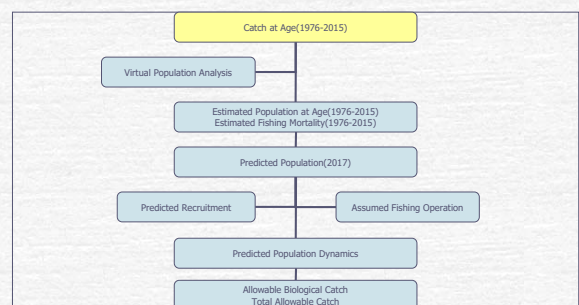 Catch at Age(1976-2015)
Virtual Population Analysis
Estimated Population at Age(1976-2015)
Estimated Fishing Mortality(1976-2015)
Predicted Population(2017)
Predicted Recruitment
Assumed Fishing Operation
Predicted Population Dynamics
Allowable Biological Catch
Total Allowable Catch